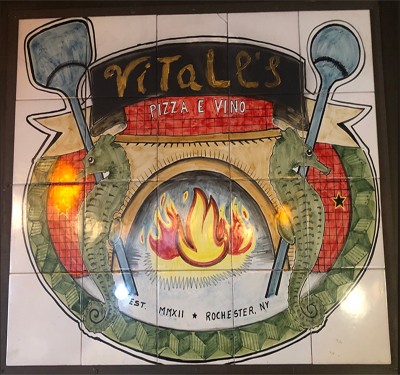 ViTaLe's
PIZZA E VINO
EST. MMXII ★ ROCHESTER, NY